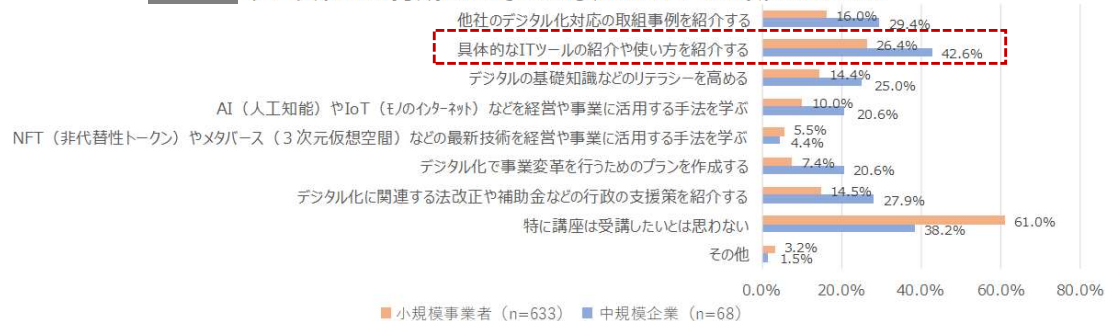 他社のデジタル化対応の取組事例を紹介する 16.0% 29.4%
具体的なITツールの紹介や使い方を紹介する 26.4% 42.6%
デジタルの基礎知識などのリテラシーを高める 14.4% 25.0%
AI（人工知能）やIoT（モノのインターネット）などを経営や事業に活用する手法を学ぶ 10.0% 20.6%
NFT（非代替性トークン）やメタバース（３次元仮想空間）などの最新技術を経営や事業に活用する手法を学ぶ 5.5% 4.4%
デジタル化で事業変革を行うためのプランを作成する 7.4% 20.6%
デジタル化に関連する法改正や補助金などの行政の支援策を紹介する 14.5% 27.9%
特に講座は受講したいとは思わない 61.0% 38.2%
その他 3.2% 1.5%
0.0% 20.0% 40.0% 60.0% 80.0%
小規模事業者（n=633） 中規模企業（n=68）